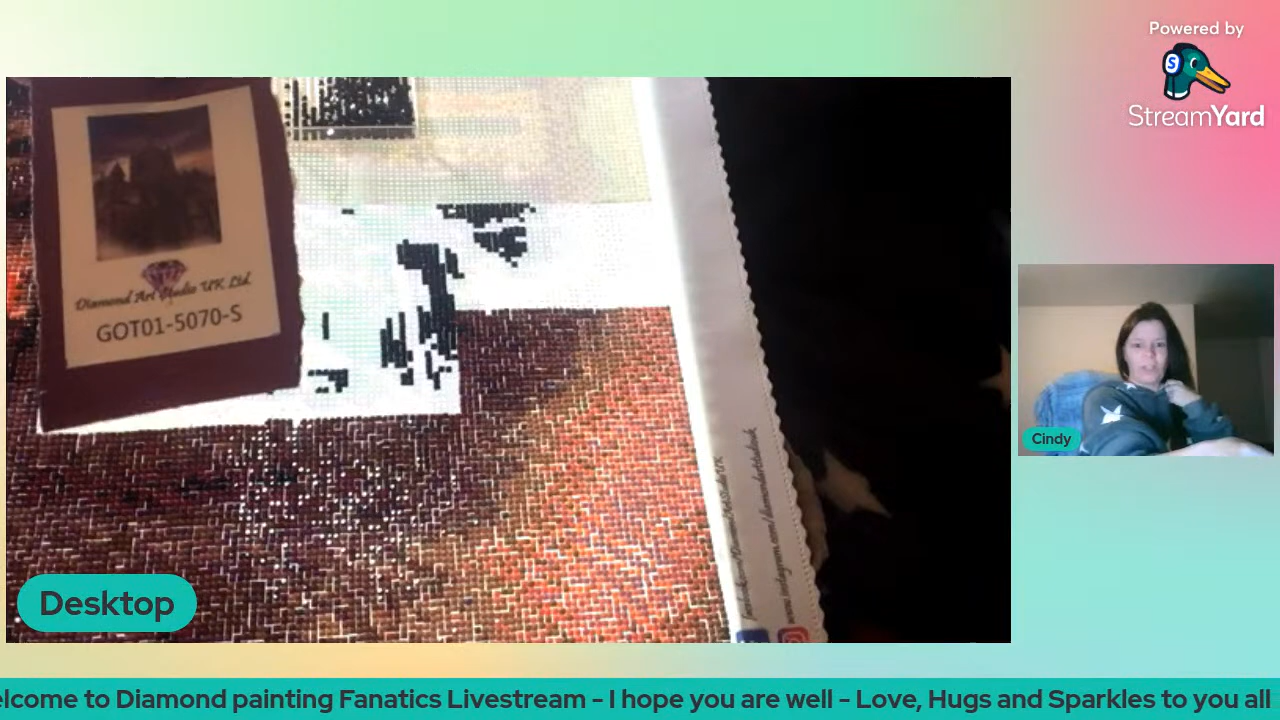 Powered by
StreamYard
Diamond Art Studio UK Ltd.
GOT01-5070-S
Cindy
Desktop
elcome to Diamond painting Fanatics Livestream - I hope you are well - Love, Hugs and Sparkles to you all